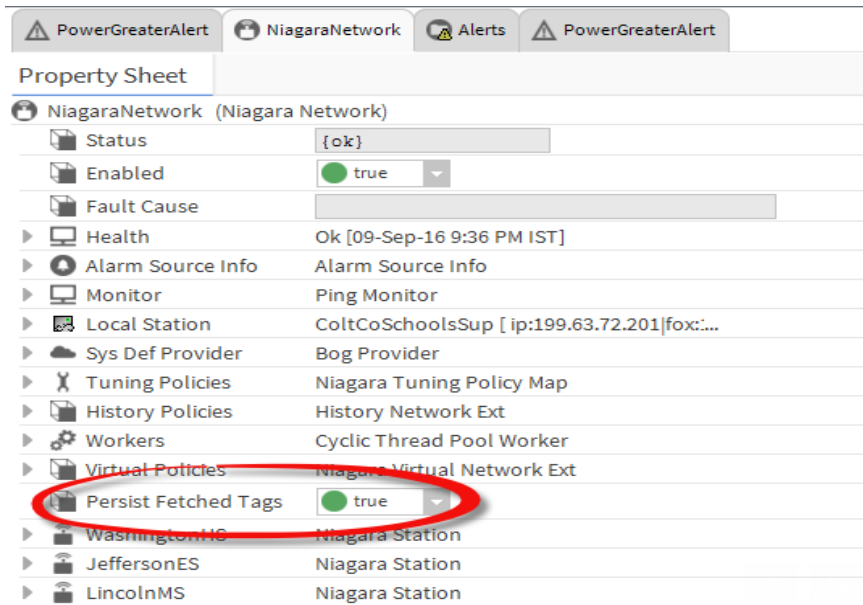 PowerGreaterAlert NiagaraNetwork Alerts PowerGreaterAlert
Property Sheet
NiagaraNetwork (Niagara Network)
Status {ok}
Enabled true
Fault Cause
Health Ok [09-Sep-16 9:36 PM IST]
Alarm Source Info Alarm Source Info
Monitor Ping Monitor
Local Station ColtCoSchoolsSup [ ip:199.63.72.201|fox:...
Sys Def Provider Bog Provider
Tuning Policies Niagara Tuning Policy Map
History Policies History Network Ext
Workers Cyclic Thread Pool Worker
Virtual Policies Niagara Virtual Network Ext
Persist Fetched Tags true
WashingtonHS Niagara Station
JeffersonES Niagara Station
LincolnMS Niagara Station